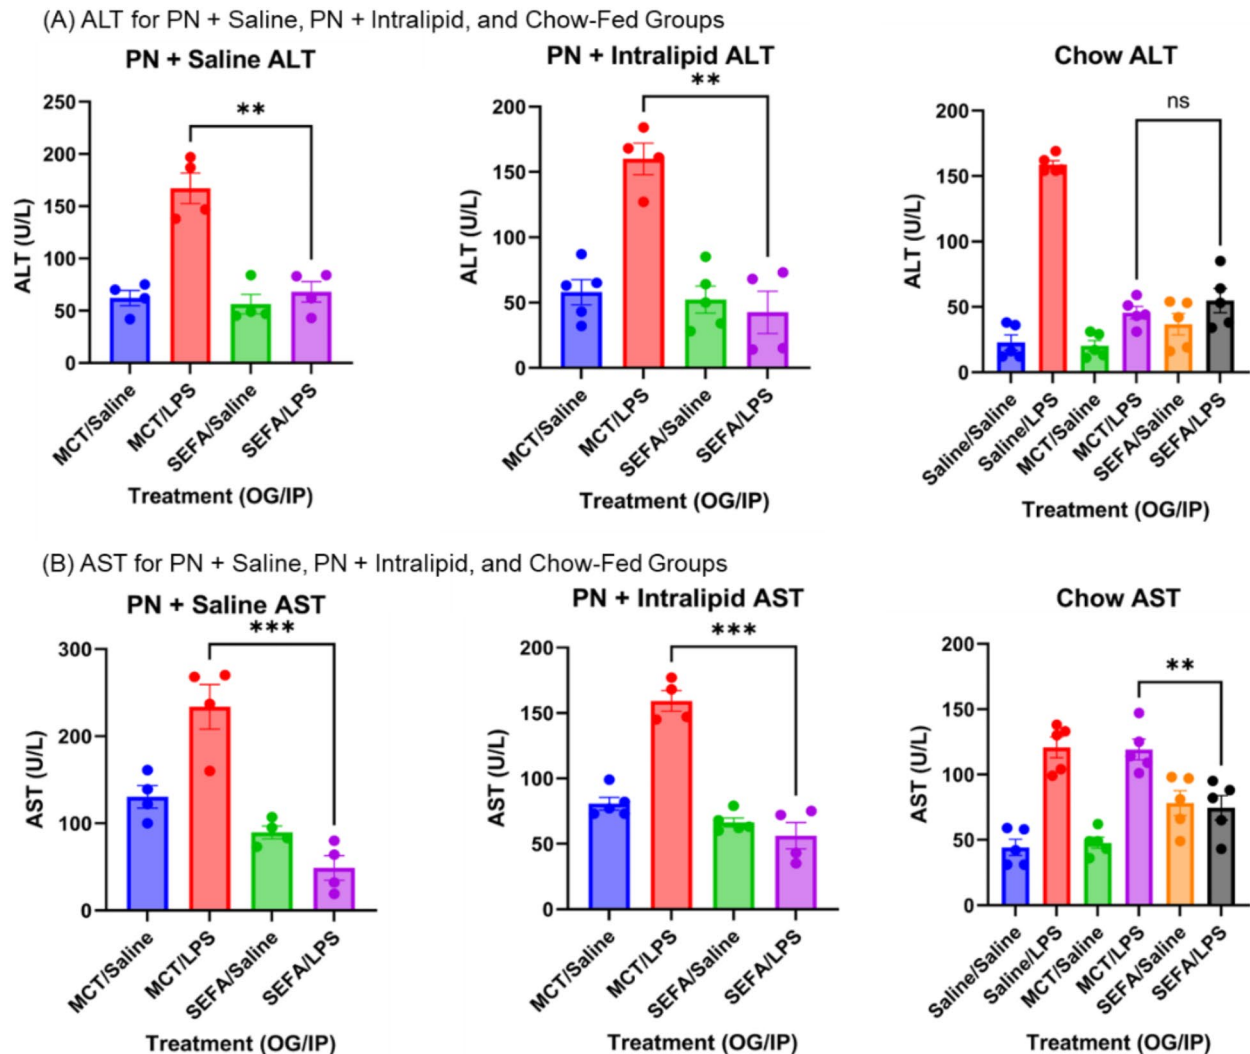 (A) ALT for PN + Saline, PN + Intralipid, and Chow-Fed Groups
PN + Saline ALT
**
ALT (U/L)
250
200
150
100
50
0
MCT/Saline
MCT/LPS
SEFA/Saline
SEFA/LPS
Treatment (OG/IP)
PN + Intralipid ALT
**
ALT (U/L)
200
150
100
50
0
MCT/Saline
MCT/LPS
SEFA/Saline
SEFA/LPS
Treatment (OG/IP)
Chow ALT
ns
ALT (U/L)
200
150
100
50
0
Saline/Saline
Saline/LPS
MCT/Saline
MCT/LPS
SEFA/Saline
SEFA/LPS
Treatment (OG/IP)
(B) AST for PN + Saline, PN + Intralipid, and Chow-Fed Groups
PN + Saline AST
***
AST (U/L)
300
200
100
0
MCT/Saline
MCT/LPS
SEFA/Saline
SEFA/LPS
Treatment (OG/IP)
PN + Intralipid AST
***
AST (U/L)
200
150
100
50
0
MCT/Saline
MCT/LPS
SEFA/Saline
SEFA/LPS
Treatment (OG/IP)
Chow AST
**
AST (U/L)
200
150
100
50
0
Saline/Saline
Saline/LPS
MCT/Saline
MCT/LPS
SEFA/Saline
SEFA/LPS
Treatment (OG/IP)